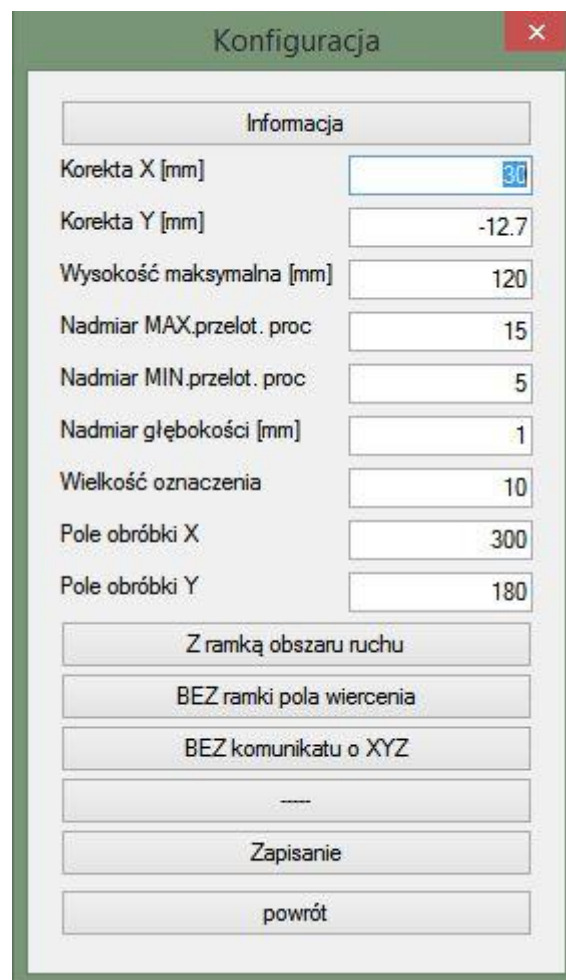 Konfiguracja
Informacja
Korekta X [mm] 30
Korekta Y [mm] -12.7
Wysokość maksymalna [mm] 120
Nadmiar MAX.przelot. proc 15
Nadmiar MIN.przelot. proc 5
Nadmiar głębokości [mm] 1
Wielkość oznaczenia 10
Pole obróbki X 300
Pole obróbki Y 180
Z ramką obszaru ruchu
BEZ ramki pola wiercenia
BEZ komunikatu o XYZ
-----
Zapisanie
powrót